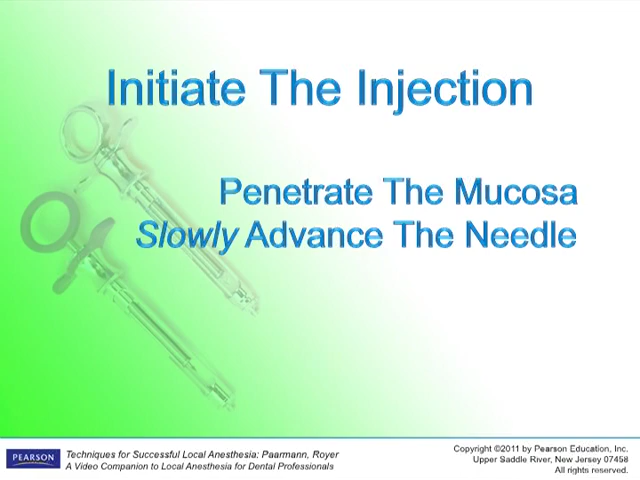 Initiate The Injection
Penetrate The Mucosa
Slowly Advance The Needle
PEARSON
Techniques for Successful Local Anesthesia: Paarmann, Royer
A Video Companion to Local Anesthesia for Dental Professionals
Copyright ©2011 by Pearson Education, Inc.
Upper Saddle River, New Jersey 07458
All rights reserved.